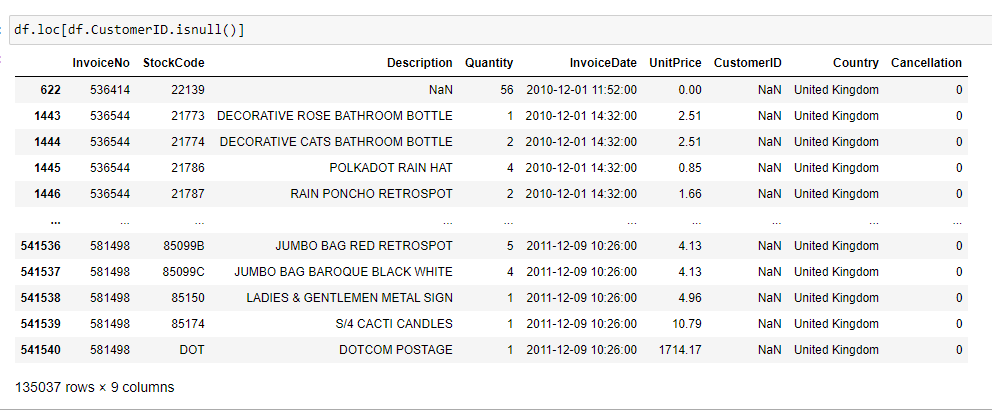 df.loc[df.CustomerID.isnull()]
InvoiceNo StockCode Description Quantity InvoiceDate UnitPrice CustomerID Country Cancellation
622 536414 22139 NaN 56 2010-12-01 11:52:00 0.00 NaN United Kingdom 0
1443 536544 21773 DECORATIVE ROSE BATHROOM BOTTLE 1 2010-12-01 14:32:00 2.51 NaN United Kingdom 0
1444 536544 21774 DECORATIVE CATS BATHROOM BOTTLE 2 2010-12-01 14:32:00 2.51 NaN United Kingdom 0
1445 536544 21786 POLKADOT RAIN HAT 4 2010-12-01 14:32:00 0.85 NaN United Kingdom 0
1446 536544 21787 RAIN PONCHO RETROSPOT 2 2010-12-01 14:32:00 1.66 NaN United Kingdom 0
... ... ... ... ... ... ... ... ... ...
541536 581498 85099B JUMBO BAG RED RETROSPOT 5 2011-12-09 10:26:00 4.13 NaN United Kingdom 0
541537 581498 85099C JUMBO BAG BAROQUE BLACK WHITE 4 2011-12-09 10:26:00 4.13 NaN United Kingdom 0
541538 581498 85150 LADIES & GENTLEMEN METAL SIGN 1 2011-12-09 10:26:00 4.96 NaN United Kingdom 0
541539 581498 85174 S/4 CACTI CANDLES 1 2011-12-09 10:26:00 10.79 NaN United Kingdom 0
541540 581498 DOT DOTCOM POSTAGE 1 2011-12-09 10:26:00 1714.17 NaN United Kingdom 0
135037 rows × 9 columns